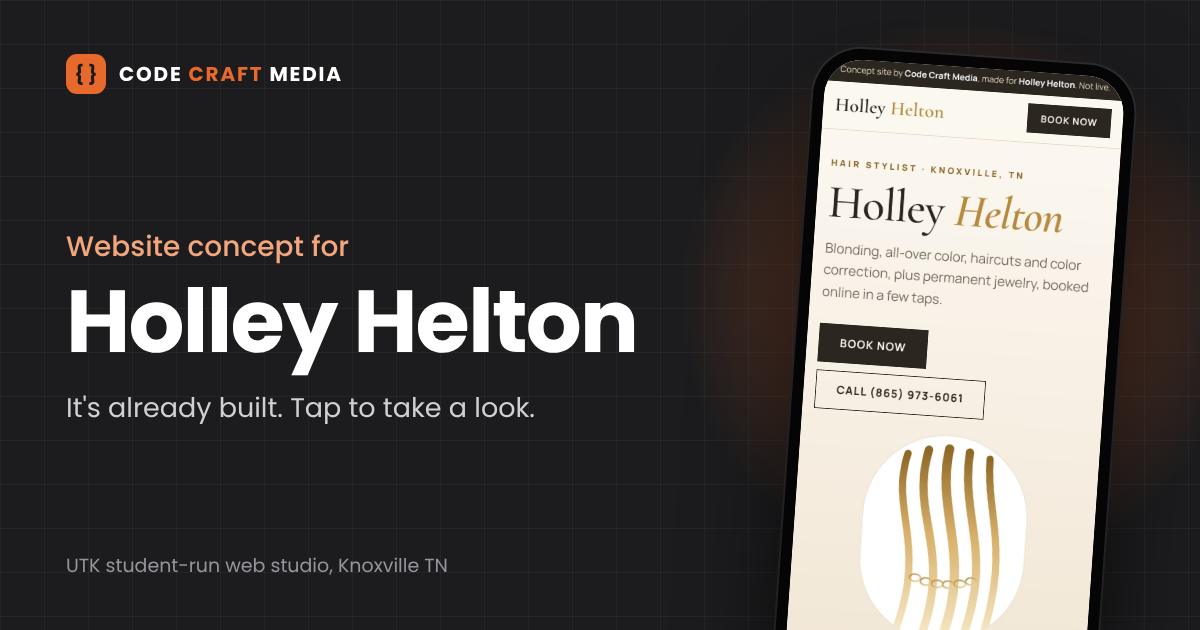 { } CODE CRAFT MEDIA
Website concept for
Holley Helton
It's already built. Tap to take a look.
UTK student-run web studio, Knoxville TN
Concept site by Code Craft Media, made for Holley Helton. Not live.
Holley Helton
BOOK NOW
HAIR STYLIST · KNOXVILLE, TN
Holley Helton
Blonding, all-over color, haircuts and color
correction, plus permanent jewelry, booked
online in a few taps.
BOOK NOW
CALL (865) 973-6061